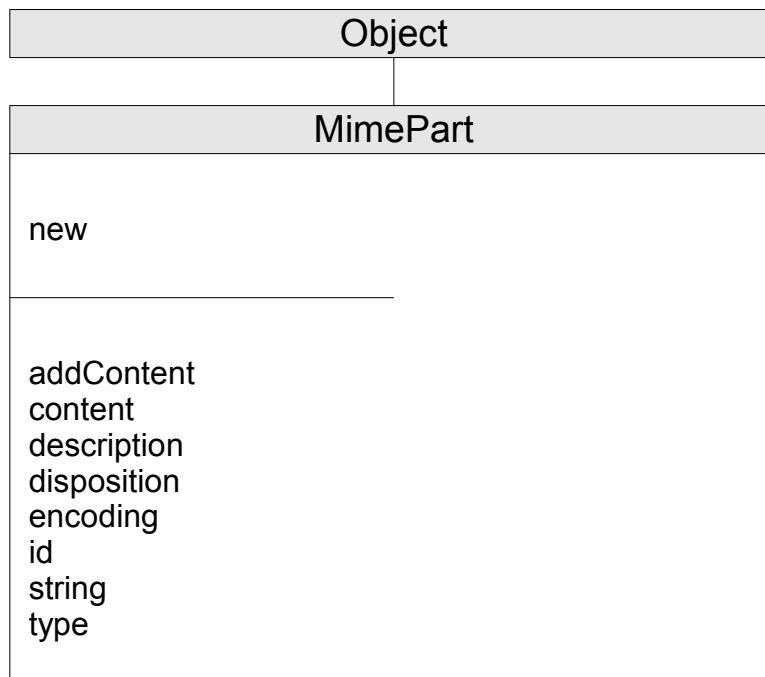 Object
MimePart
new
addContent
content
description
disposition
encoding
id
string
type